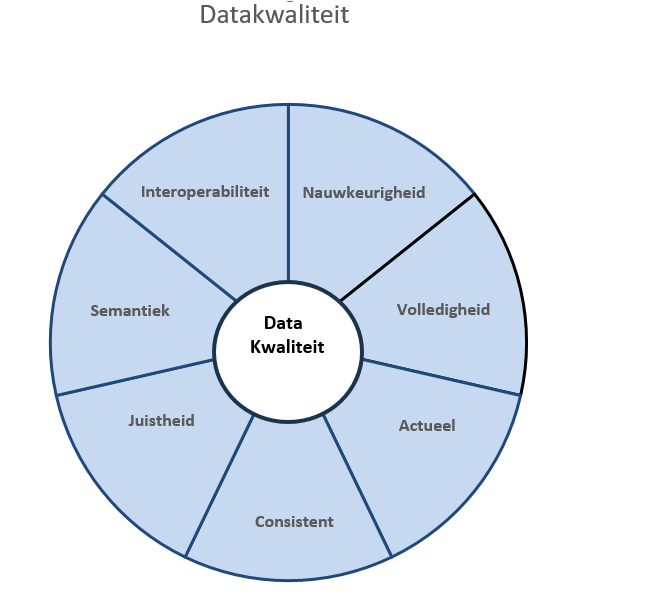 Datakwaliteit
Interoperabiliteit
Nauwkeurigheid
Semantiek
Volledigheid
Data
Kwaliteit
Juistheid
Actueel
Consistent